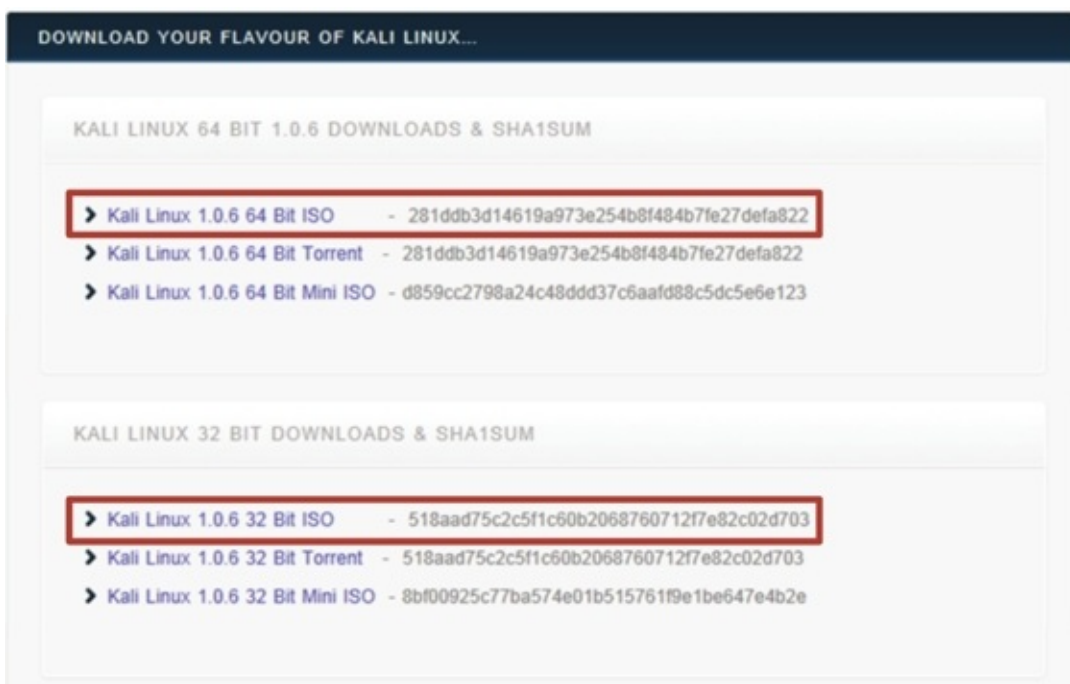 DOWNLOAD YOUR FLAVOUR OF KALI LINUX...
KALI LINUX 64 BIT 1.0.6 DOWNLOADS & SHA1SUM
Kali Linux 1.0.6 64 Bit ISO - 281ddb3d14619a973e254b8f484b7fe27defa822
Kali Linux 1.0.6 64 Bit Torrent - 281ddb3d14619a973e254b8f484b7fe27defa822
Kali Linux 1.0.6 64 Bit Mini ISO - d859cc2798a24c48ddd37c6aafd88c5dc5e6e123
KALI LINUX 32 BIT DOWNLOADS & SHA1SUM
Kali Linux 1.0.6 32 Bit ISO - 518aad75c2c5f1c60b2068760712f7e82c02d703
Kali Linux 1.0.6 32 Bit Torrent - 518aad75c2c5f1c60b2068760712f7e82c02d703
Kali Linux 1.0.6 32 Bit Mini ISO - 8bf00925c77ba574e01b515761f9e1be647e4b2e